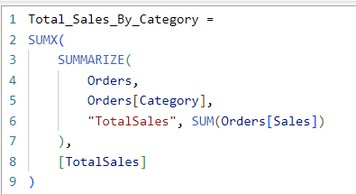 1 Total_Sales_By_Category =
2 SUMX(
3     SUMMARIZE(
4         Orders,
5         Orders[Category],
6         "TotalSales", SUM(Orders[Sales])
7     ),
8     [TotalSales]
9 )